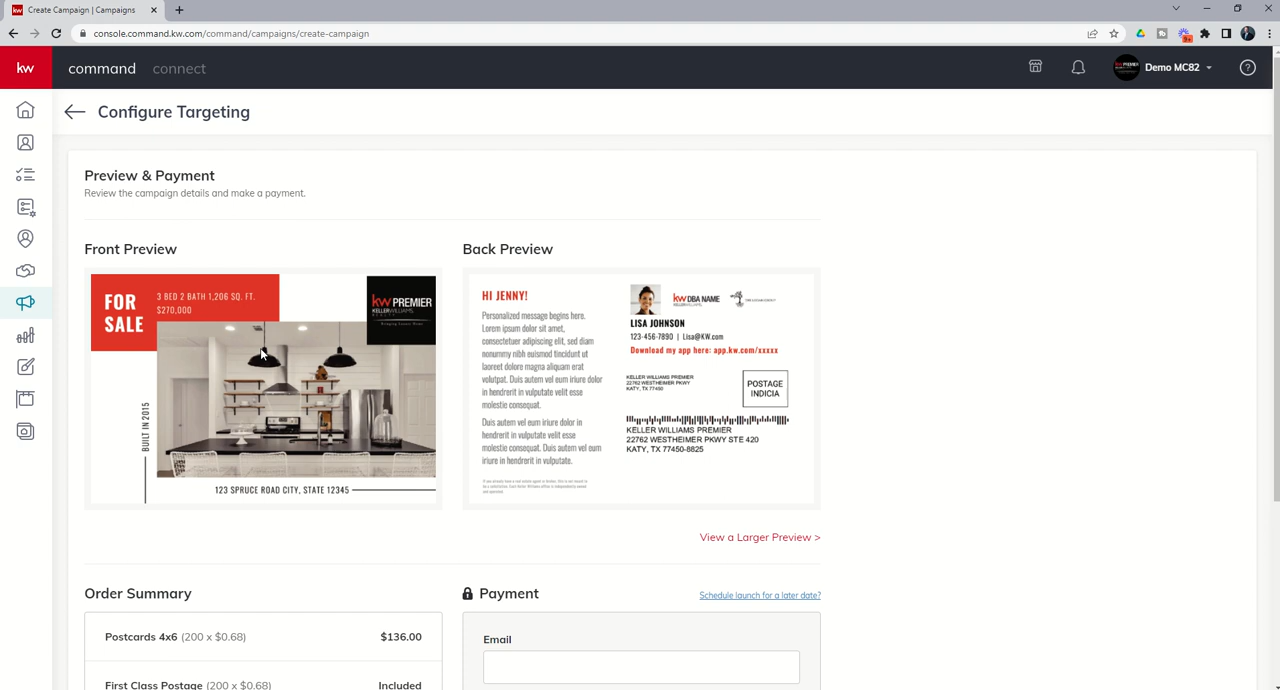 Create Campaign | Campaigns
console.command.kw.com/command/campaigns/create-campaign
9+
kw
command
connect
Demo MC82
Configure Targeting
Preview & Payment
Review the campaign details and make a payment.
Front Preview
Back Preview
FOR
SALE
3 BED 2 BATH 1,206 SQ. FT.
$270,000
kw PREMIER
KELLERWILLIAMS
BUILT IN 2015
123 SPRUCE ROAD CITY, STATE 12345
HI JENNY!
Personalized message begins here.
Lorem ipsum dolor sit amet,
consectetuer adipiscing elit, sed diam
nonummy nibh euismod tincidunt ut
laoreet dolore magna aliquam erat
volutpat. Duis autem vel eum iriure dolor
in hendrerit in vulputate velit esse
molestie consequat.
Duis autem vel eum iriure dolor in
hendrerit in vulputate velit esse
molestie consequat. Duis autem vel eum
iriure in hendrerit in vulputate.
kw DBA NAME
KELLERWILLIAMS
LISA JOHNSON
123-456-7890 | Lisa@KW.com
Download my app here: app.kw.com/xxxxx
KELLER WILLIAMS PREMIER
22762 WESTHEIMER PKWY
KATY, TX 77450
POSTAGE
INDICIA
KELLER WILLIAMS PREMIER
22762 WESTHEIMER PKWY STE 420
KATY, TX 77450-8825
View a Larger Preview >
Order Summary
Payment
Schedule launch for a later date?
Postcards 4x6 (200 x $0.68)
$136.00
Email
First Class Postage (200 x $0.68)
Included